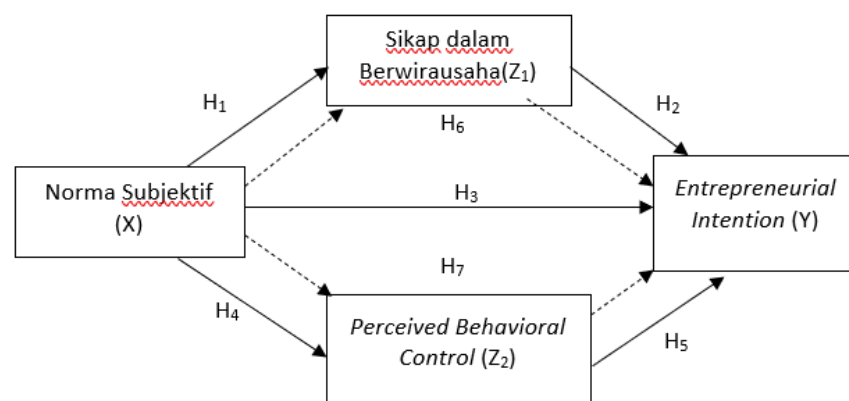 Sikap dalam
Berwirausaha(Z₁)
H₁
H₂
H₆
Norma Subjektif
(X)
H₃
Entrepreneurial
Intention (Y)
H₇
H₄
Perceived Behavioral
Control (Z₂)
H₅